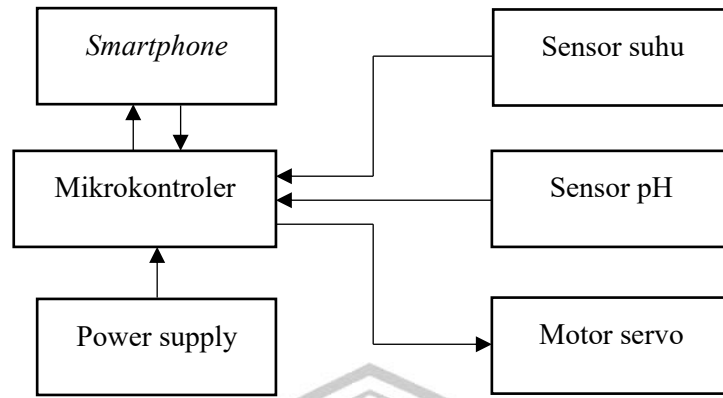 Smartphone
Sensor suhu
Mikrokontroler
Sensor pH
Power supply
Motor servo